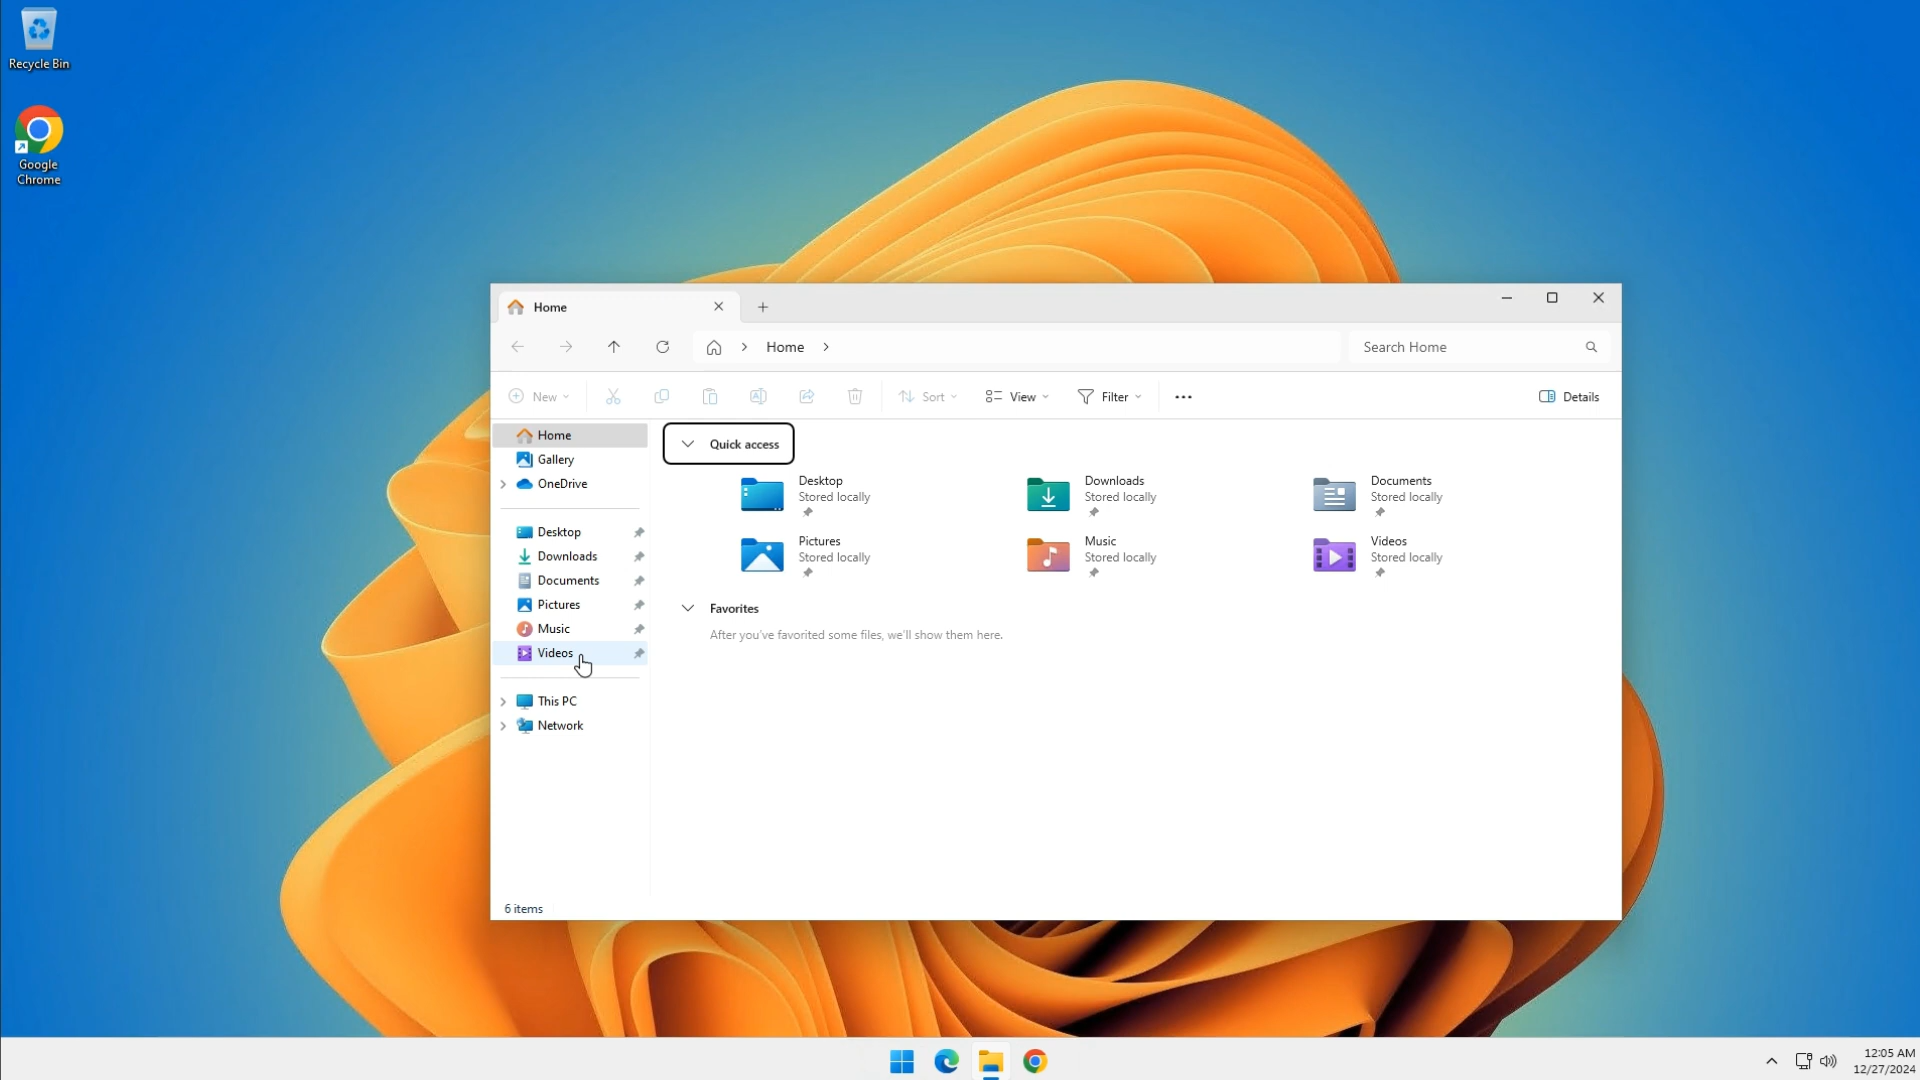 Recycle Bin
Google
Chrome
Home
Home
Search Home
New
Sort
View
Filter
Details
Home
Gallery
OneDrive
Desktop
Downloads
Documents
Pictures
Music
Videos
This PC
Network
Quick access
Desktop
Stored locally
Downloads
Stored locally
Documents
Stored locally
Pictures
Stored locally
Music
Stored locally
Videos
Stored locally
Favorites
After you've favorited some files, we'll show them here.
6 items
12:05 AM
12/27/2024